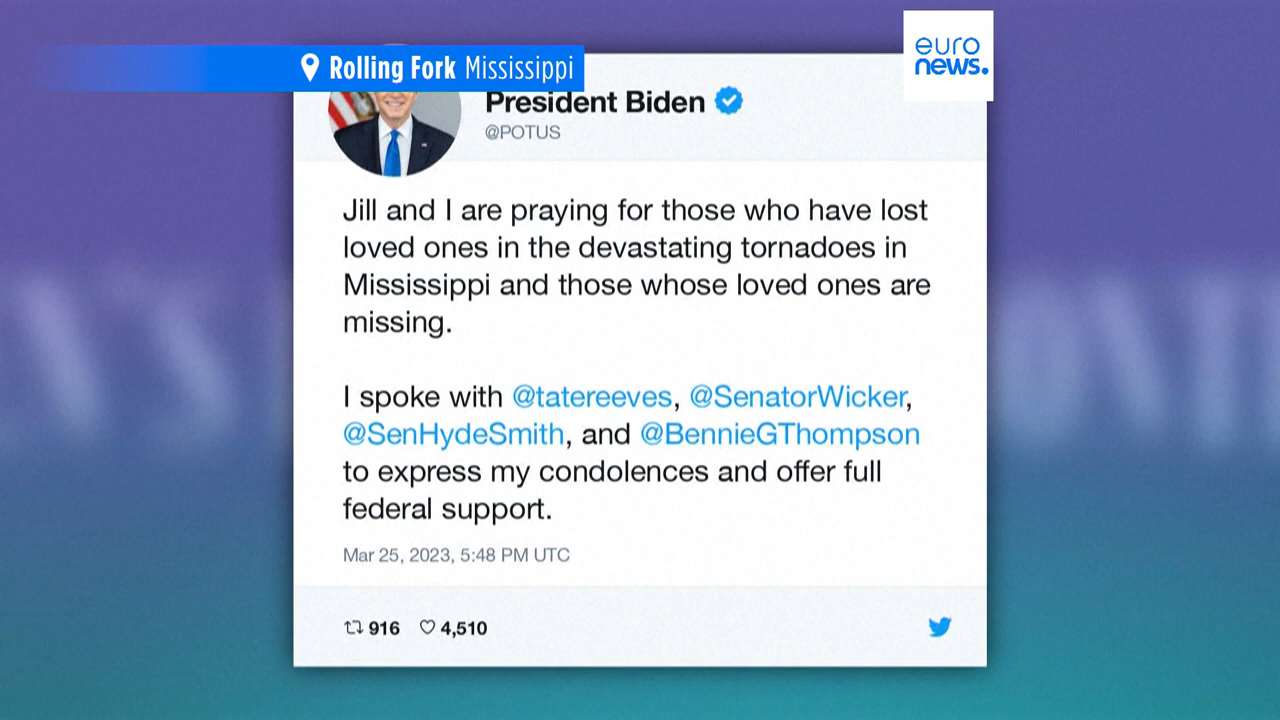 Rolling Fork Mississippi
euro
news.
President Biden
@POTUS
Jill and I are praying for those who have lost
loved ones in the devastating tornadoes in
Mississippi and those whose loved ones are
missing.
I spoke with @tatereeves, @SenatorWicker,
@SenHydeSmith, and @BennieGThompson
to express my condolences and offer full
federal support.
Mar 25, 2023, 5:48 PM UTC
916 4,510